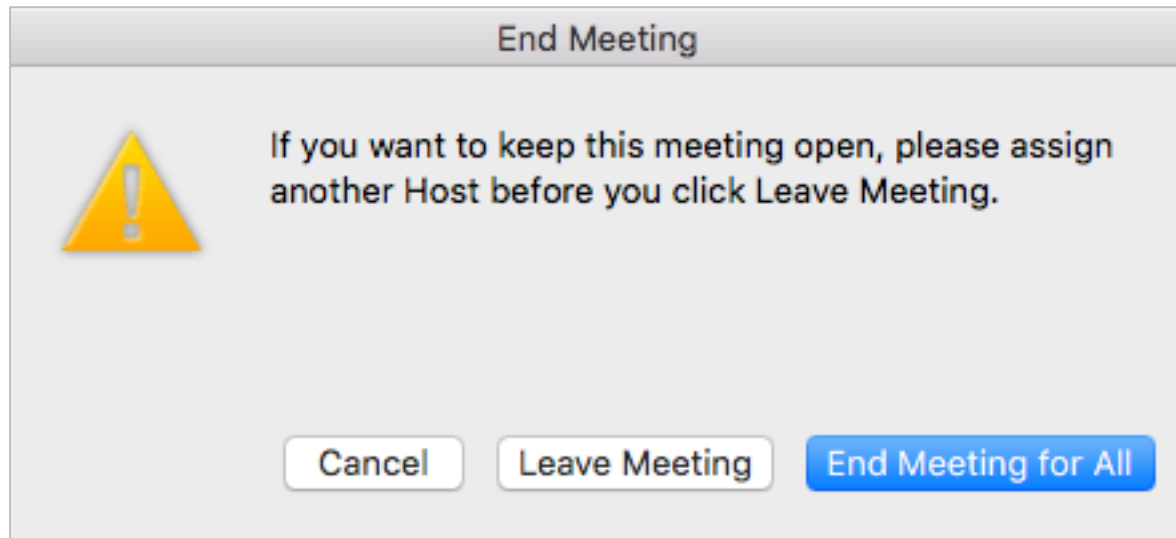 End Meeting
If you want to keep this meeting open, please assign
another Host before you click Leave Meeting.
Cancel
Leave Meeting
End Meeting for All